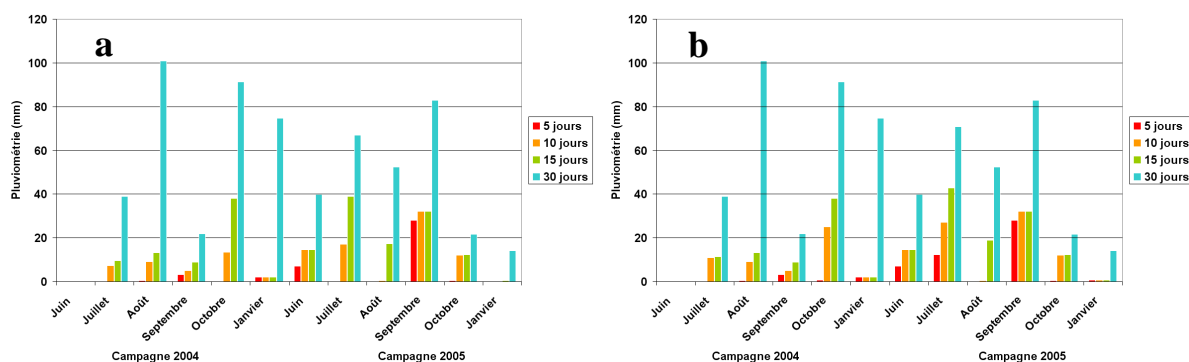 a
120
100
80
60
40
20
0
Pluviométrie (mm)
Juin
Juillet
Août
Septembre
Octobre
Janvier
Juin
Juillet
Août
Septembre
Octobre
Janvier
Campagne 2004
Campagne 2005
5 jours
10 jours
15 jours
30 jours
b
120
100
80
60
40
20
0
Pluviométrie (mm)
Juin
Juillet
Août
Septembre
Octobre
Janvier
Juin
Juillet
Août
Septembre
Octobre
Janvier
Campagne 2004
Campagne 2005
5 jours
10 jours
15 jours
30 jours